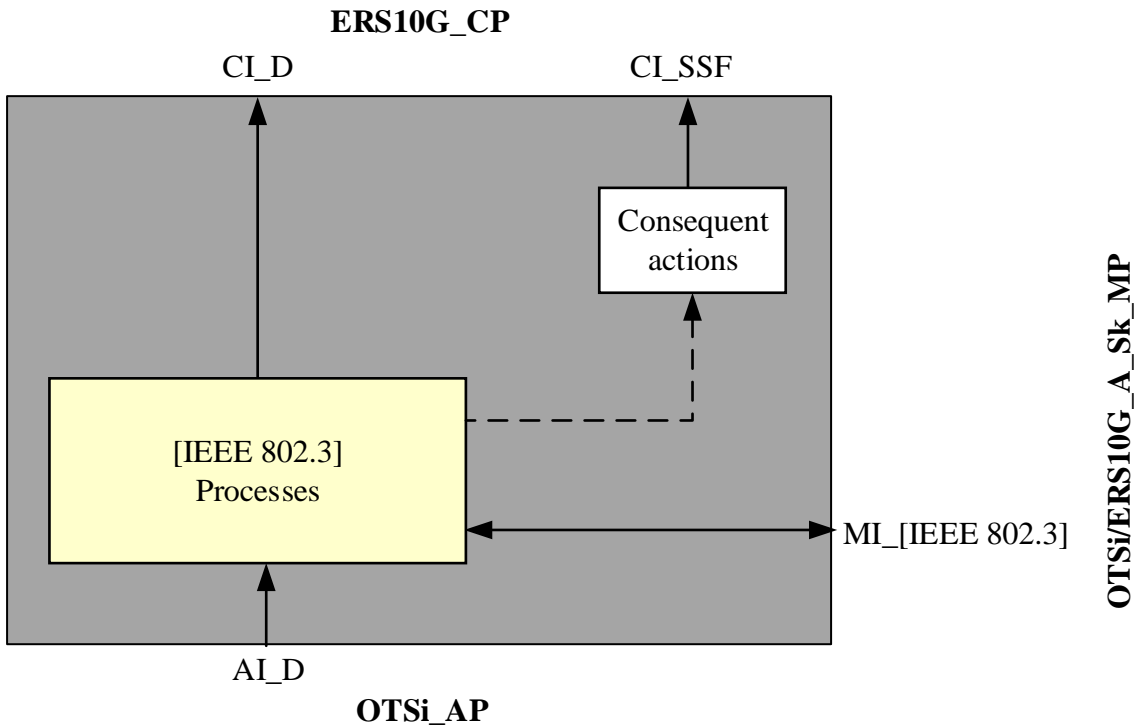 ERS10G_CP
CI_D
CI_SSF
Consequent
actions
OTSi/ERS10G_A_Sk_MP
[IEEE 802.3]
Processes
MI_[IEEE 802.3]
AI_D
OTSi_AP